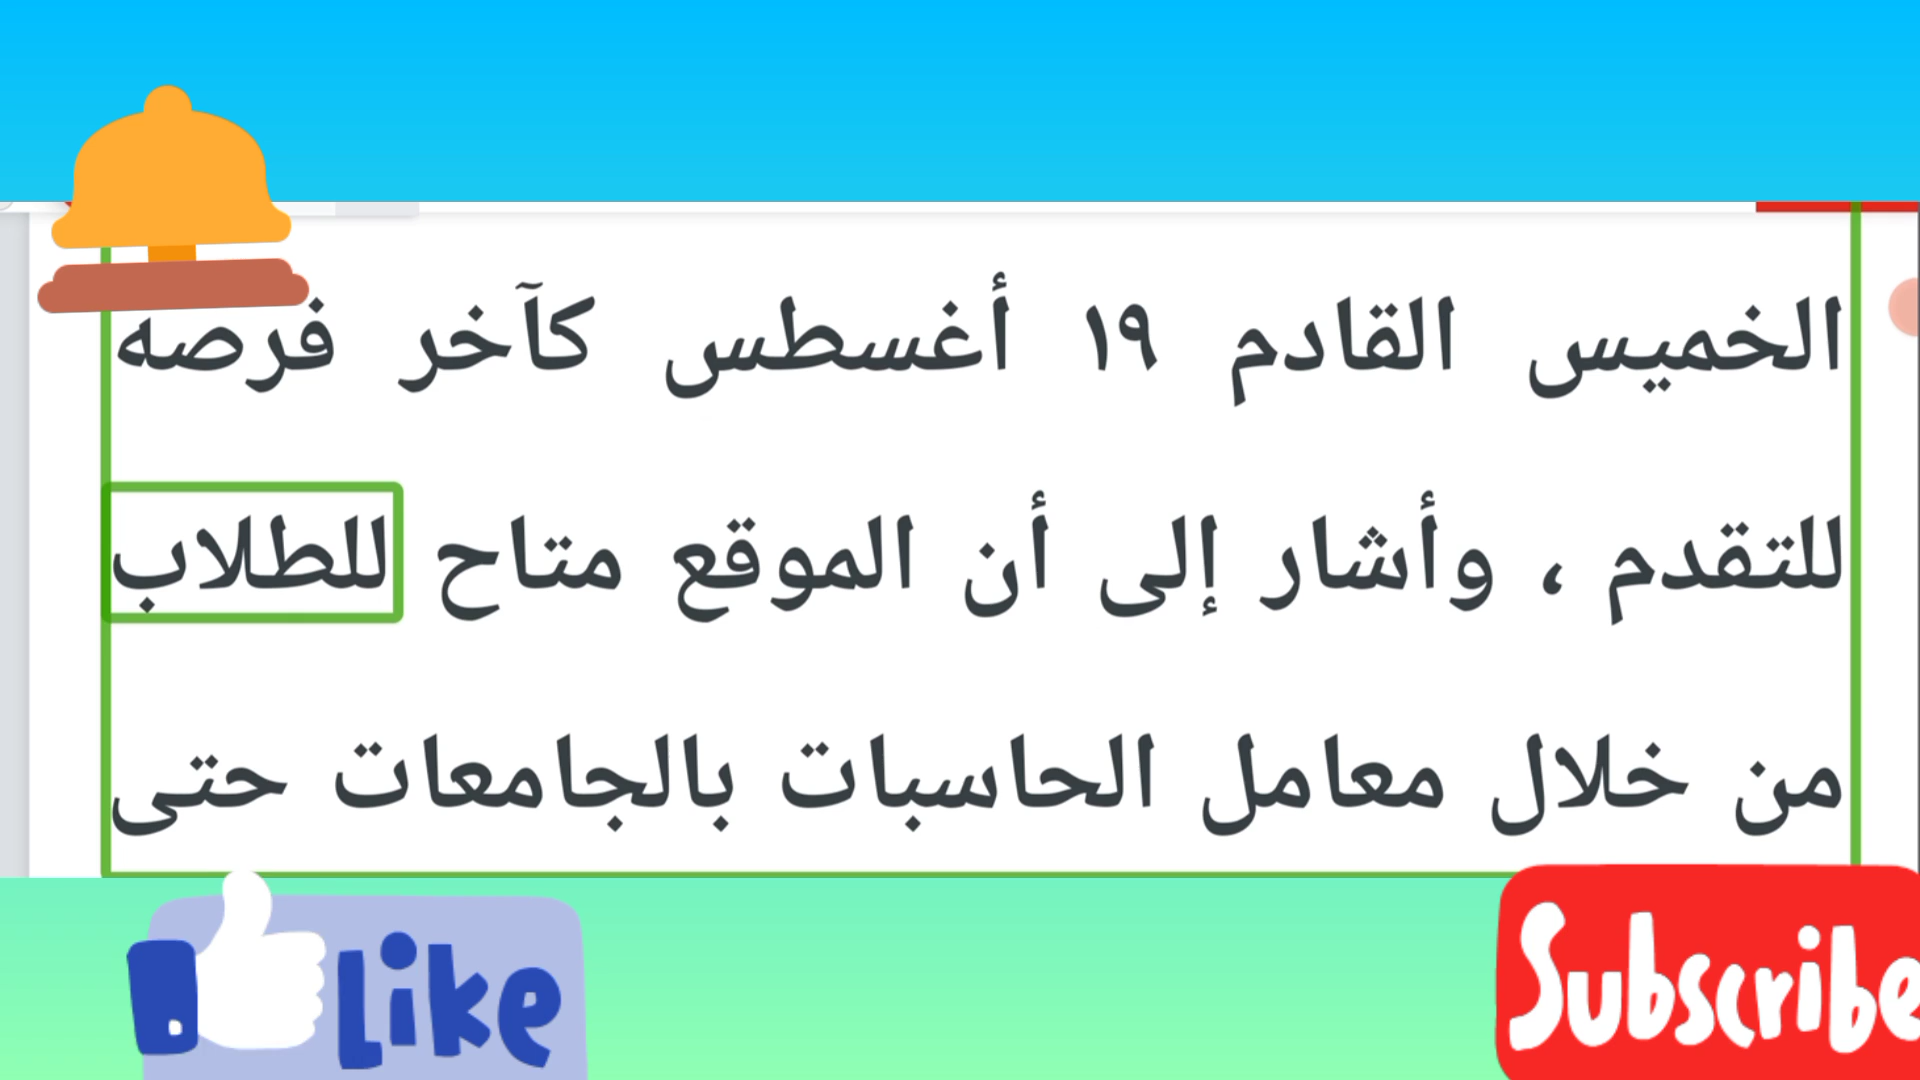 الخميس القادم ١٩ أغسطس كآخر فرصه
للتقدم ، وأشار إلى أن الموقع متاح للطلاب
من خلال معامل الحاسبات بالجامعات حتى
Like
Subscribe